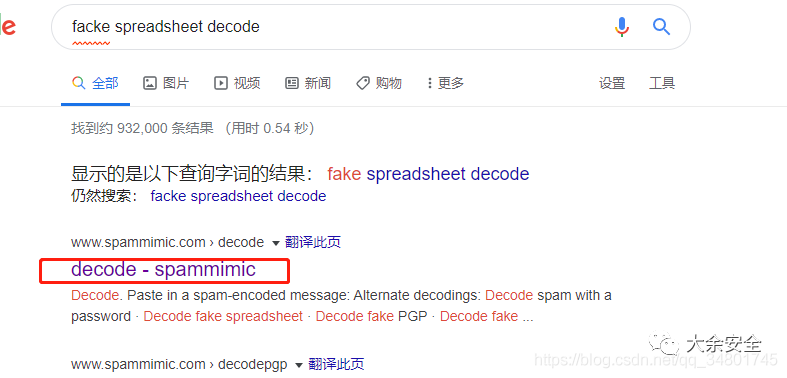 facke spreadsheet decode
全部 图片 视频 新闻 购物 更多 设置 工具
找到约 932,000 条结果 （用时 0.54 秒）
显示的是以下查询字词的结果： fake spreadsheet decode
仍然搜索： facke spreadsheet decode
www.spammimic.com › decode ▼ 翻译此页
decode - spammimic
Decode. Paste in a spam-encoded message: Alternate decodings: Decode spam with a
password · Decode fake spreadsheet · Decode fake PGP · Decode fake ...
大余安全
https://blog.csdn.net/qq_34801745
www.spammimic.com › decodepgp ▼ 翻译此页